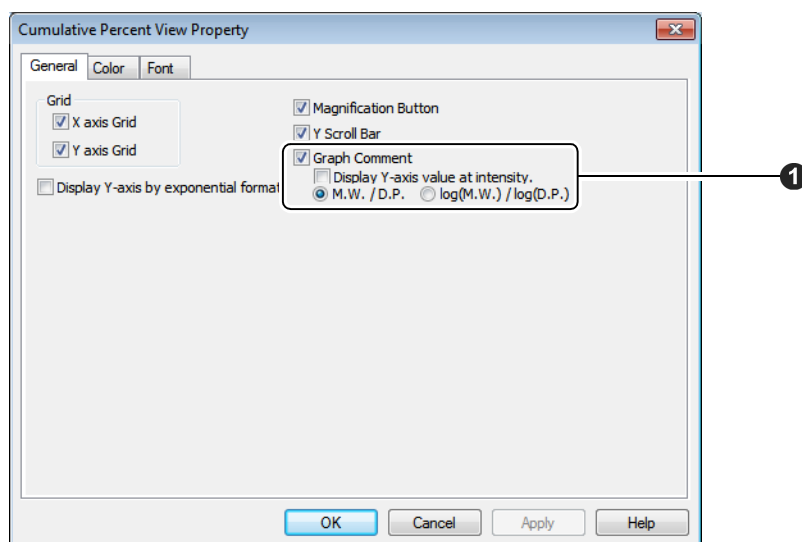 Cumulative Percent View Property
General Color Font
Grid
X axis Grid
Y axis Grid
Display Y-axis by exponential format
Magnification Button
Y Scroll Bar
Graph Comment
Display Y-axis value at intensity.
M.W. / D.P. log(M.W.) / log(D.P.)
1
OK Cancel Apply Help